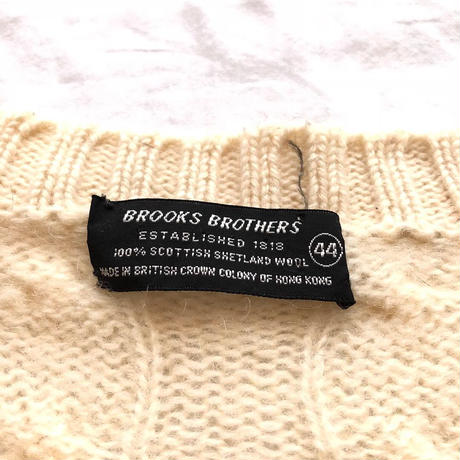 BROOKS BROTHERS
ESTABLISHED 1818
100% SCOTTISH SHETLAND WOOL 44
MADE IN BRITISH CROWN COLONY OF HONG KONG